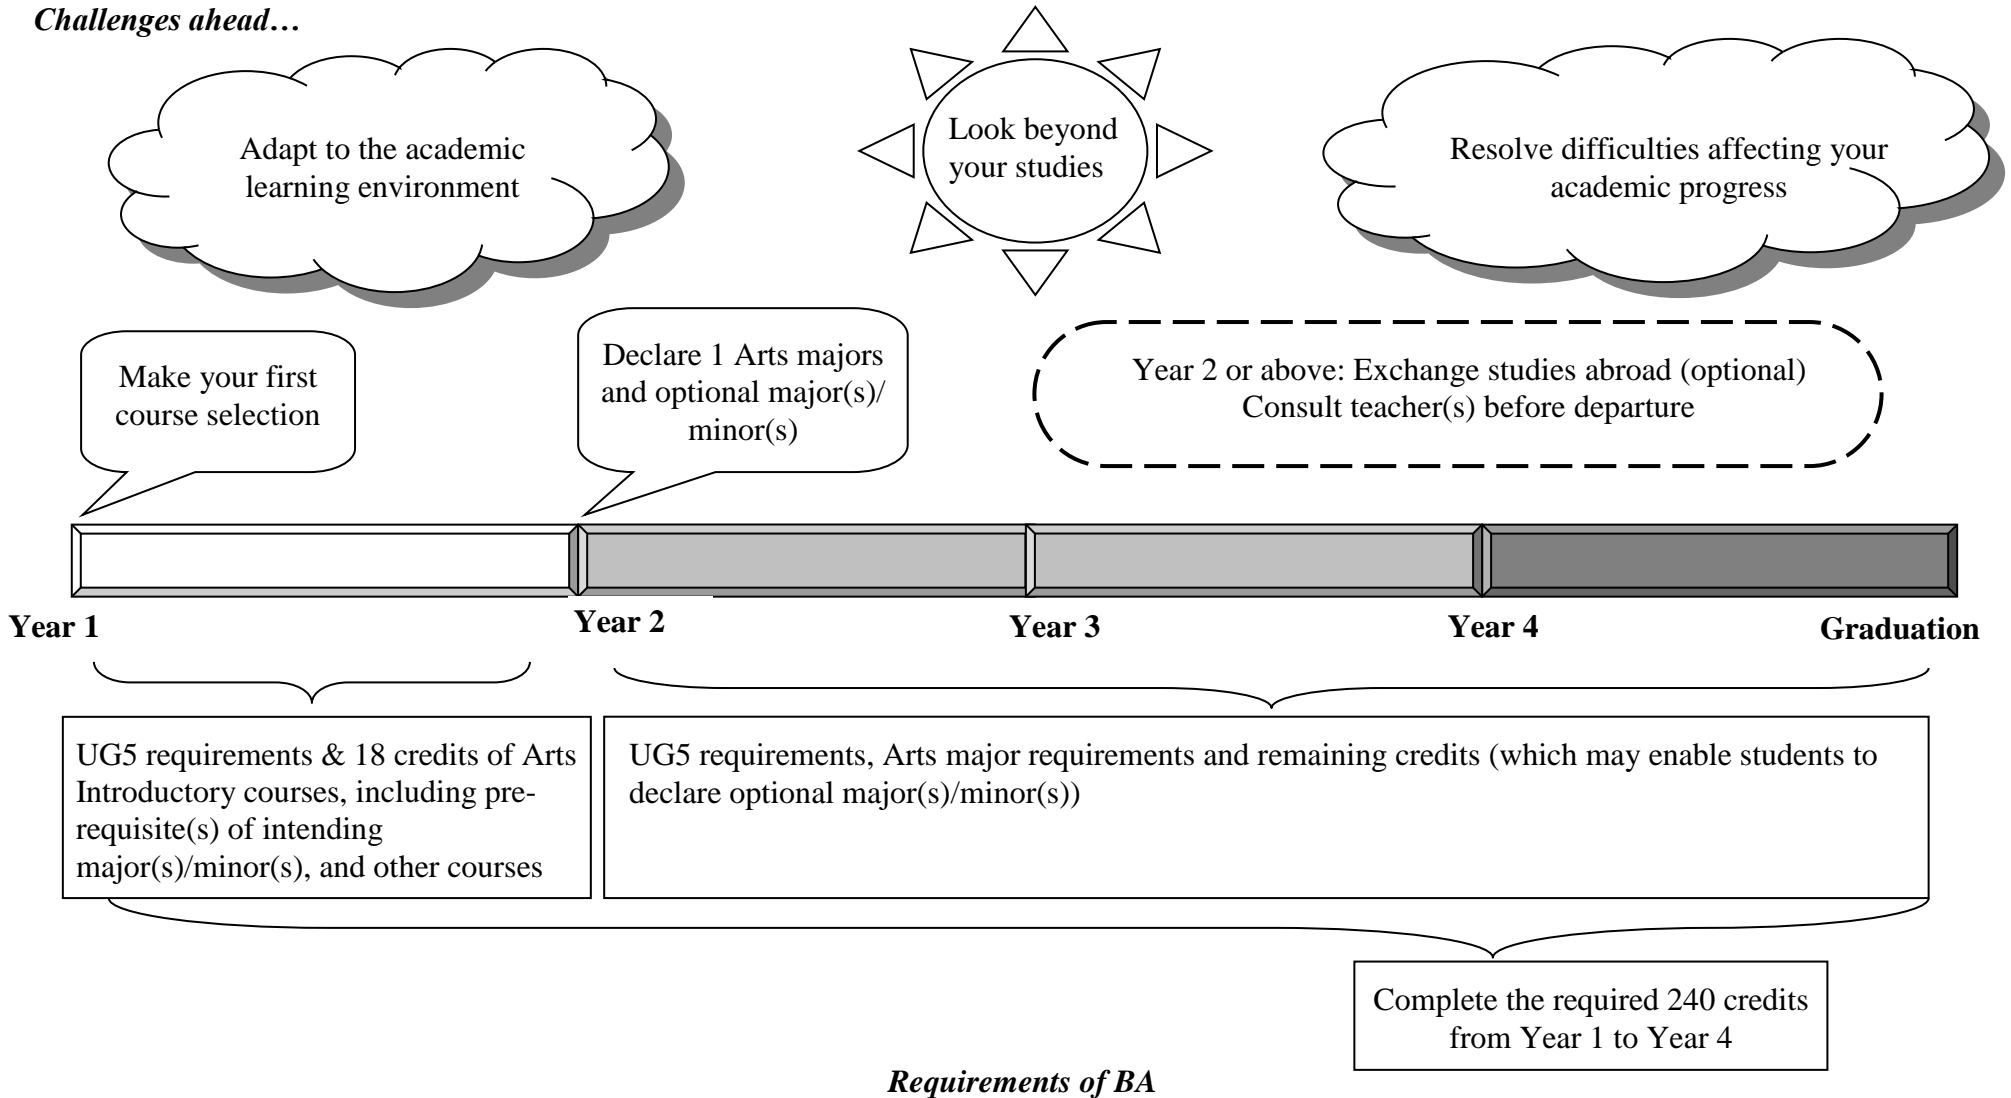 Challenges ahead…
Adapt to the academic
learning environment
Look beyond
your studies
Resolve difficulties affecting your
academic progress
Make your first
course selection
Declare 1 Arts majors
and optional major(s)/
minor(s)
Year 2 or above: Exchange studies abroad (optional)
Consult teacher(s) before departure
Year 1
Year 2
Year 3
Year 4
Graduation
UG5 requirements & 18 credits of Arts
Introductory courses, including pre-
requisite(s) of intending
major(s)/minor(s), and other courses
UG5 requirements, Arts major requirements and remaining credits (which may enable students to
declare optional major(s)/minor(s))
Complete the required 240 credits
from Year 1 to Year 4
Requirements of BA